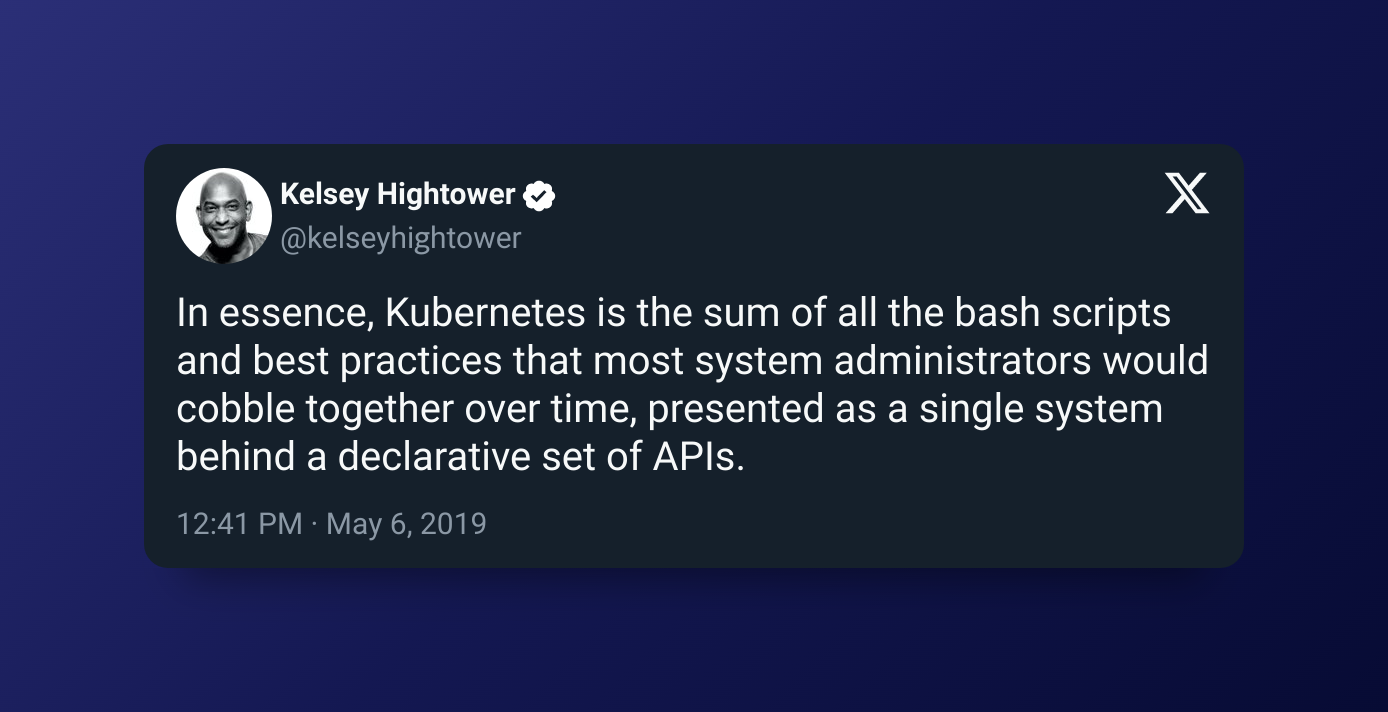 Kelsey Hightower
@kelseyhightower
In essence, Kubernetes is the sum of all the bash scripts
and best practices that most system administrators would
cobble together over time, presented as a single system
behind a declarative set of APIs.
12:41 PM · May 6, 2019